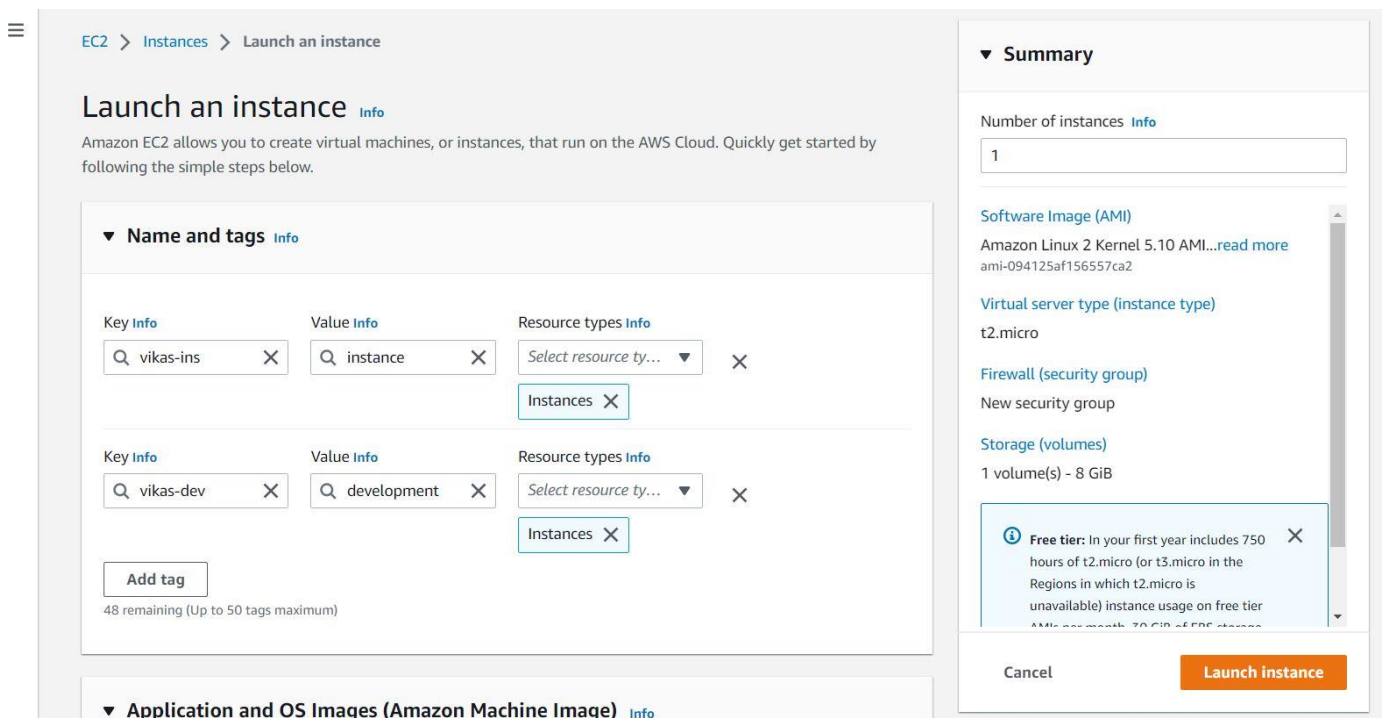 EC2 > Instances > Launch an instance
Launch an instance Info
Amazon EC2 allows you to create virtual machines, or instances, that run on the AWS Cloud. Quickly get started by
following the simple steps below.
Name and tags Info
Key Info Value Info Resource types Info
vikas-ins instance Select resource ty...
Instances
Key Info Value Info Resource types Info
vikas-dev development Select resource ty...
Instances
Add tag
48 remaining (Up to 50 tags maximum)
Application and OS Images (Amazon Machine Image) Info
Summary
Number of instances Info
1
Software Image (AMI)
Amazon Linux 2 Kernel 5.10 AMI...read more
ami-094125af156557ca2
Virtual server type (instance type)
t2.micro
Firewall (security group)
New security group
Storage (volumes)
1 volume(s) - 8 GiB
Free tier: In your first year includes 750
hours of t2.micro (or t3.micro in the
Regions in which t2.micro is
unavailable) instance usage on free tier
AMIs per month, 30 GiB of EBS storage
Cancel Launch instance